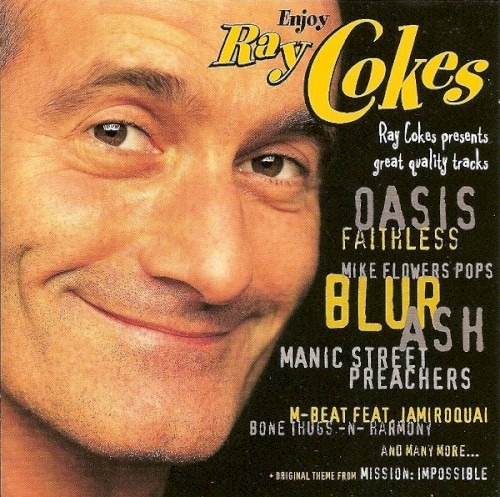 Enjoy
Ray Cokes
Ray Cokes presents
great quality tracks
OASIS
FAITHLESS
MIKE FLOWERS POPS
BLUR
ASH
MANIC STREET
PREACHERS
M-BEAT FEAT. JAMIROQUAI
BONE THUGS-N-HARMONY
AND MANY MORE...
+ ORIGINAL THEME FROM MISSION: IMPOSSIBLE